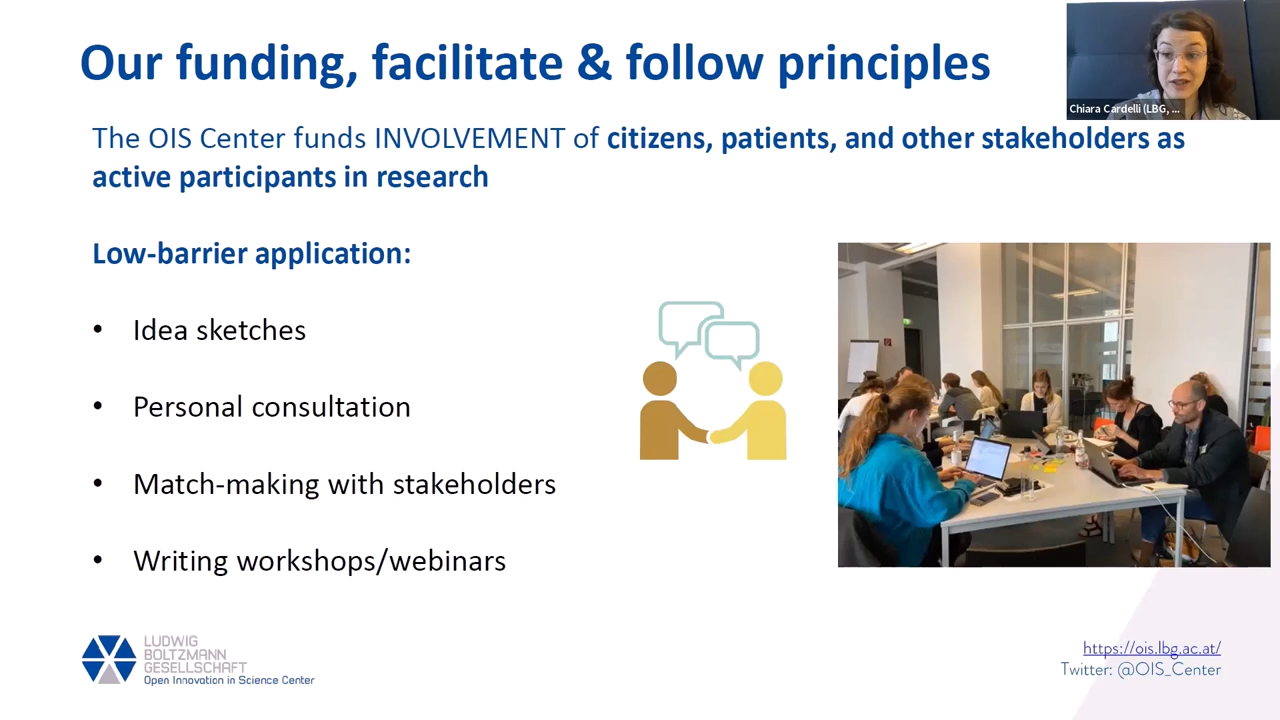 Our funding, facilitate & follow principles
Chiara Cardelli (LBG, ...
The OIS Center funds INVOLVEMENT of citizens, patients, and other stakeholders as
active participants in research
Low-barrier application:
• Idea sketches
• Personal consultation
• Match-making with stakeholders
• Writing workshops/webinars
LUDWIG
BOLTZMANN
GESELLSCHAFT
Open Innovation in Science Center
https://ois.lbg.ac.at/
Twitter: @OIS_Center